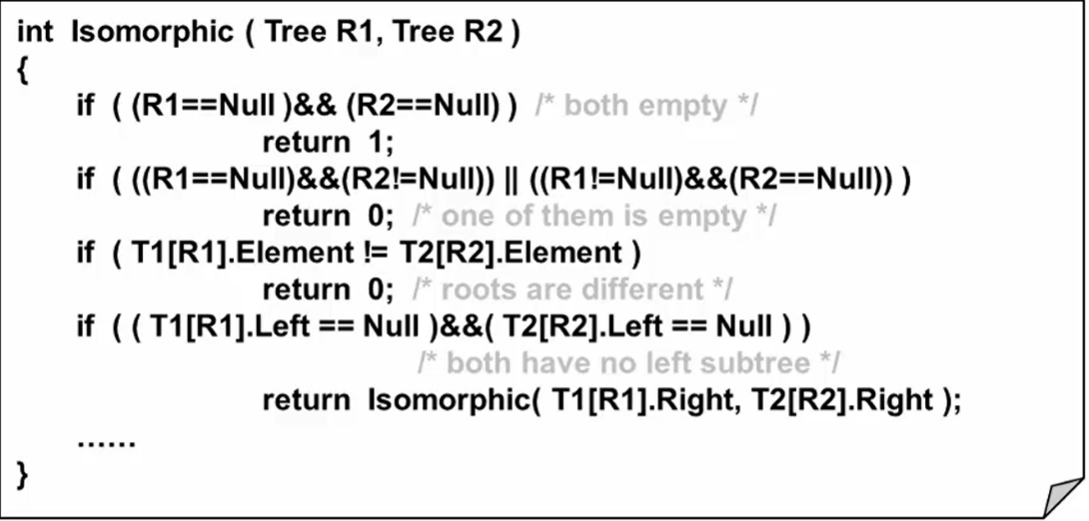 int Isomorphic ( Tree R1, Tree R2 )
{
if ( (R1==Null )&& (R2==Null) ) /* both empty */
return 1;
if ( ((R1==Null)&&(R2!=Null)) || ((R1!=Null)&&(R2==Null)) )
return 0; /* one of them is empty */
if ( T1[R1].Element != T2[R2].Element )
return 0; /* roots are different */
if ( ( T1[R1].Left == Null )&&( T2[R2].Left == Null ) )
/* both have no left subtree */
return Isomorphic( T1[R1].Right, T2[R2].Right );
......
}